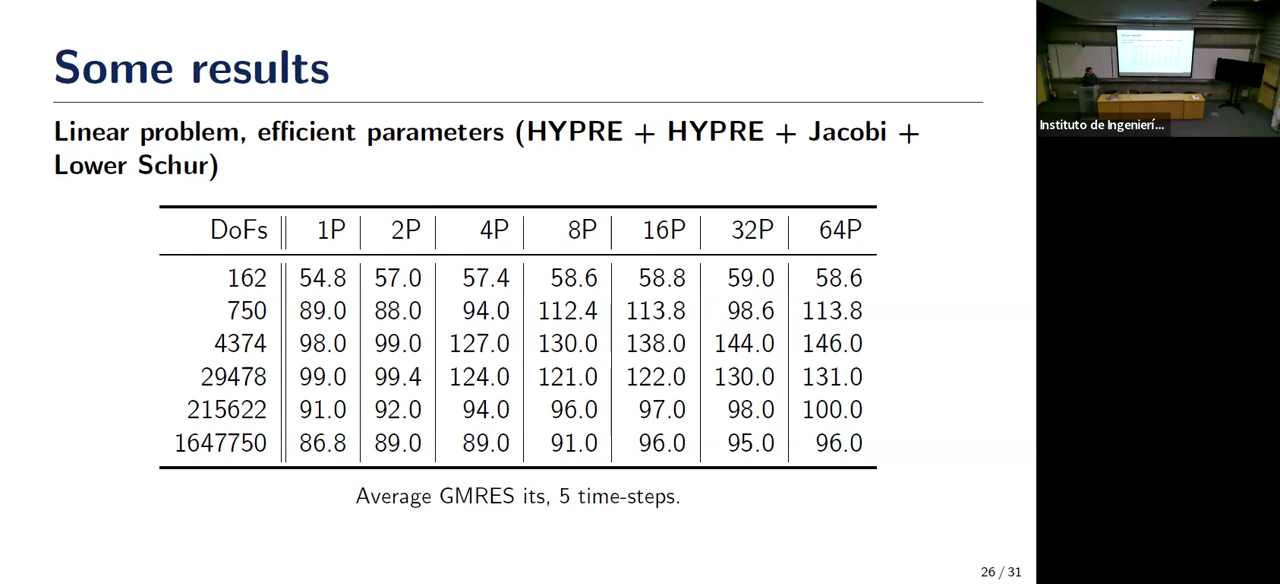 Some results
Linear problem, efficient parameters (HYPRE + HYPRE + Jacobi +
Lower Schur)
DoFs 1P 2P 4P 8P 16P 32P 64P
162 54.8 57.0 57.4 58.6 58.8 59.0 58.6
750 89.0 88.0 94.0 112.4 113.8 98.6 113.8
4374 98.0 99.0 127.0 130.0 138.0 144.0 146.0
29478 99.0 99.4 124.0 121.0 122.0 130.0 131.0
215622 91.0 92.0 94.0 96.0 97.0 98.0 100.0
1647750 86.8 89.0 89.0 91.0 96.0 95.0 96.0
Average GMRES its, 5 time-steps.
26 / 31
Instituto de Ingenierí...